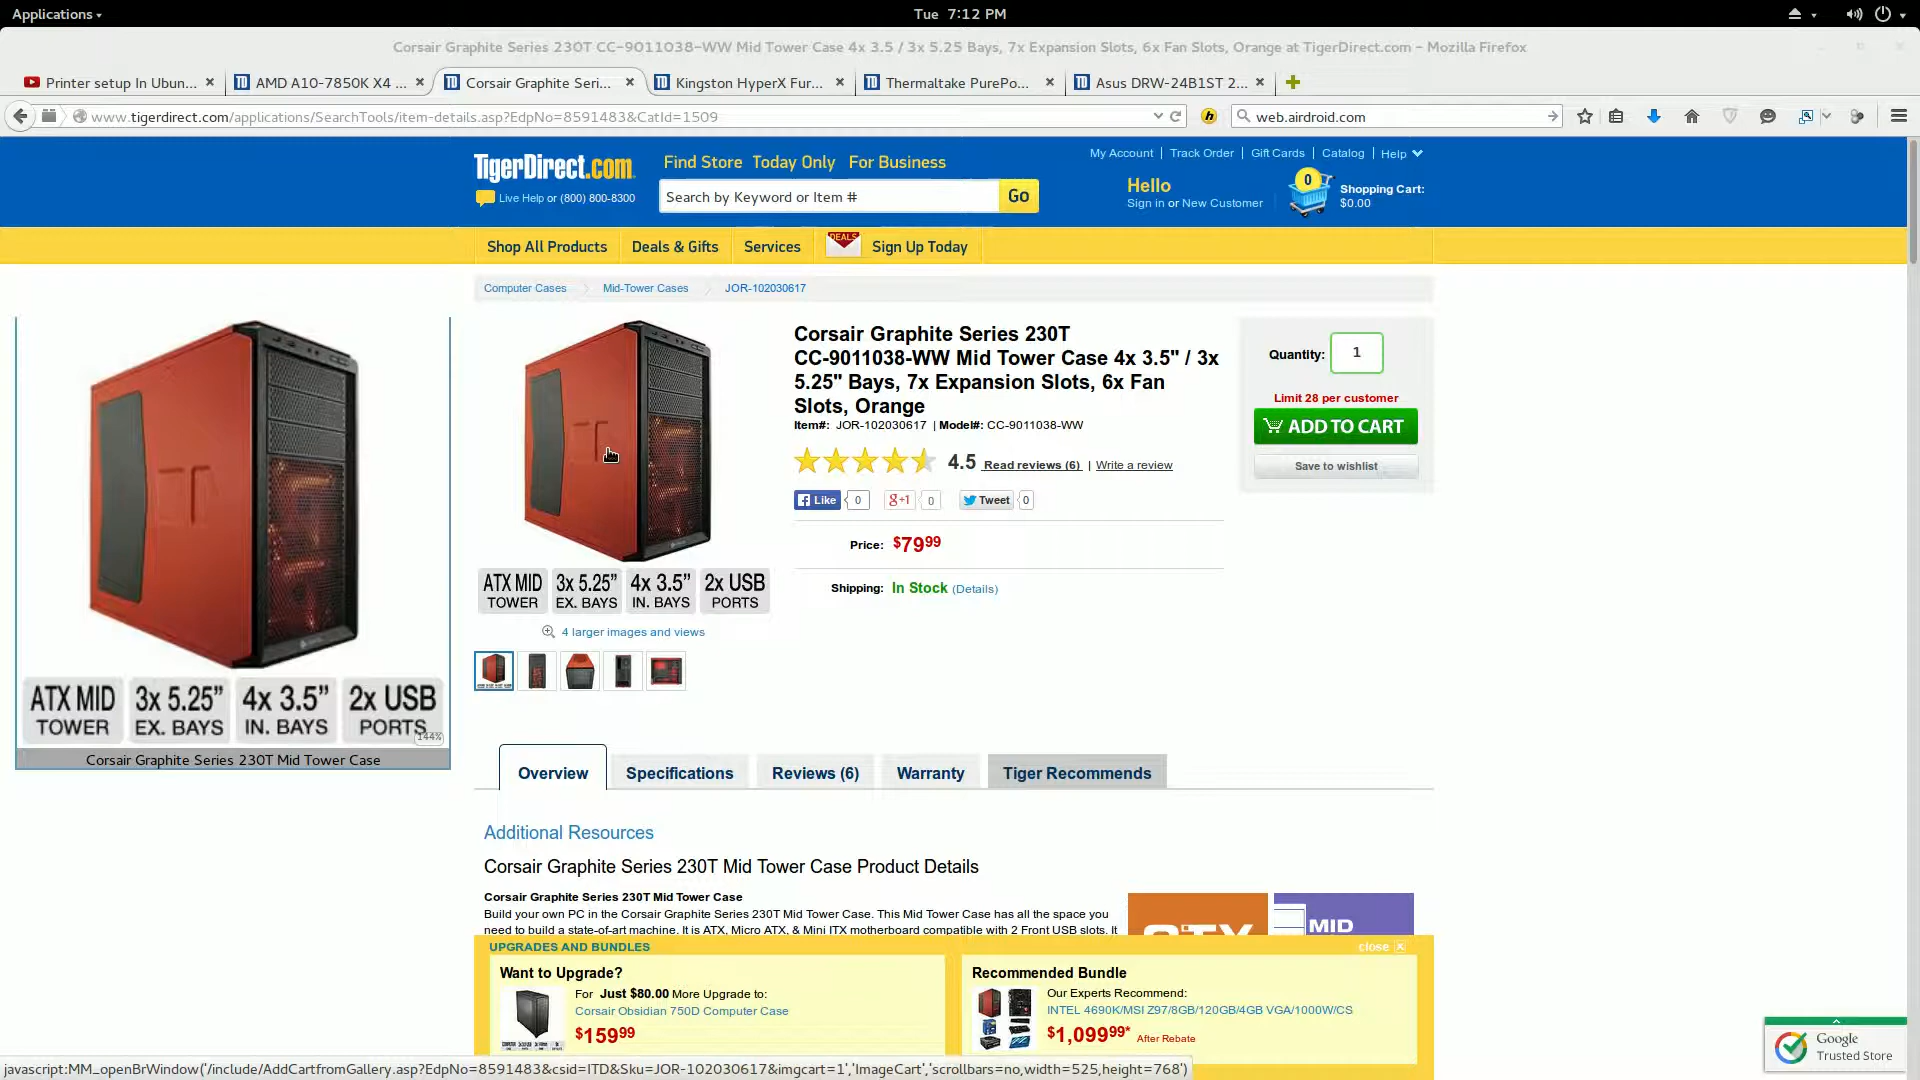 Applications
Tue 7:12 PM
Corsair Graphite Series 230T CC-9011038-WW Mid Tower Case 4x 3.5 / 3x 5.25 Bays, 7x Expansion Slots, 6x Fan Slots, Orange at TigerDirect.com - Mozilla Firefox
Printer setup In Ubun... AMD A10-7850K X4 ... Corsair Graphite Seri... Kingston HyperX Fur... Thermaltake PurePo... Asus DRW-24B1ST 2...
www.tigerdirect.com/applications/SearchTools/item-details.asp?EdpNo=8591483&CatId=1509
web.airdroid.com
TigerDirect.com
Live Help or (800) 800-8300
Find Store Today Only For Business
Search by Keyword or Item #
Go
My Account | Track Order | Gift Cards | Catalog | Help
Hello
Sign in or New Customer
0
Shopping Cart:
$0.00
Shop All Products Deals & Gifts Services DEALS Sign Up Today
Computer Cases Mid-Tower Cases JOR-102030617
ATX MID TOWER
3x 5.25” EX. BAYS
4x 3.5” IN. BAYS
2x USB PORTS
144%
Corsair Graphite Series 230T Mid Tower Case
ATX MID TOWER
3x 5.25” EX. BAYS
4x 3.5” IN. BAYS
2x USB PORTS
4 larger images and views
Corsair Graphite Series 230T
CC-9011038-WW Mid Tower Case 4x 3.5" / 3x
5.25" Bays, 7x Expansion Slots, 6x Fan
Slots, Orange
Item#: JOR-102030617 | Model#: CC-9011038-WW
4.5 Read reviews (6) | Write a review
Like 0 g+1 0 Tweet 0
Price: $79.99
Shipping: In Stock (Details)
Quantity: 1
Limit 28 per customer
ADD TO CART
Save to wishlist
Overview Specifications Reviews (6) Warranty Tiger Recommends
Additional Resources
Corsair Graphite Series 230T Mid Tower Case Product Details
Corsair Graphite Series 230T Mid Tower Case
Build your own PC in the Corsair Graphite Series 230T Mid Tower Case. This Mid Tower Case has all the space you
need to build a state-of-art machine. It is ATX, Micro ATX, & Mini ITX motherboard compatible with 2 Front USB slots. It
MID
UPGRADES AND BUNDLES
close x
Want to Upgrade?
For Just $80.00 More Upgrade to:
Corsair Obsidian 750D Computer Case
$159.99
Recommended Bundle
Our Experts Recommend:
INTEL 4690K/MSI Z97/8GB/120GB/4GB VGA/1000W/CS
$1,099.99* After Rebate
Google
Trusted Store
javascript:MM_openBrWindow('/include/AddCartfromGallery.asp?EdpNo=8591483&csid=ITD&Sku=JOR-102030617&imgcart=1','ImageCart','scrollbars=no,width=525,height=768')